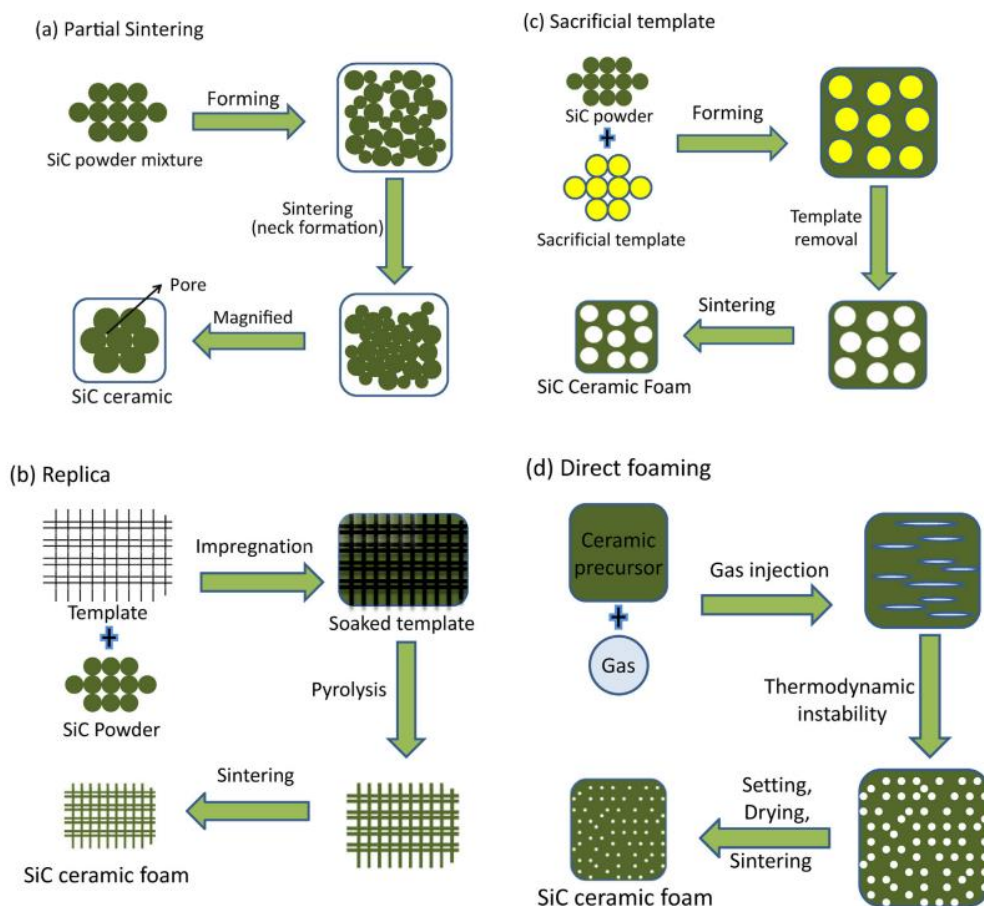 (a) Partial Sintering
SiC powder mixture
Forming
Sintering
(neck formation)
Magnified
Pore
SiC ceramic
(b) Replica
Template
+
SiC Powder
Impregnation
Soaked template
Pyrolysis
Sintering
SiC ceramic foam
(c) Sacrificial template
SiC powder
+
Sacrificial template
Forming
Template
removal
Sintering
SiC Ceramic Foam
(d) Direct foaming
Ceramic
precursor
+
Gas
Gas injection
Thermodynamic
instability
Setting,
Drying,
Sintering
SiC ceramic foam